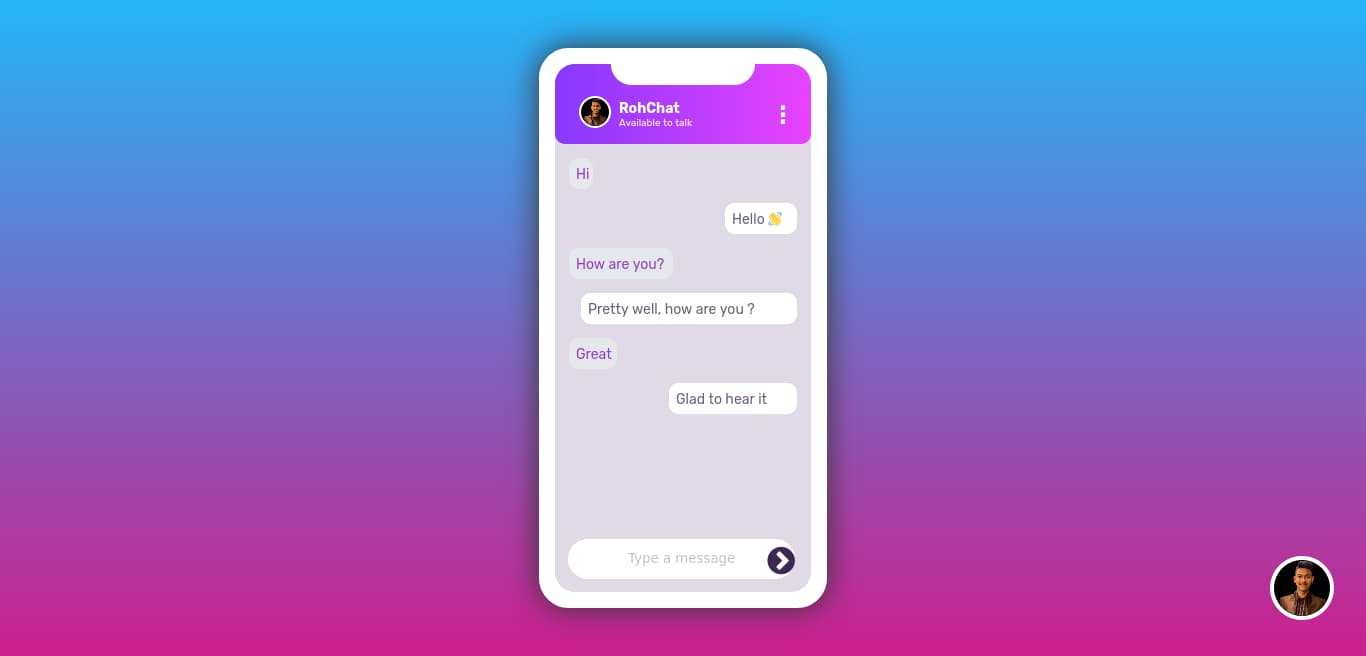 RohChat
Available to talk
Hi
Hello👋
How are you?
Pretty well, how are you ?
Great
Glad to hear it
Type a message